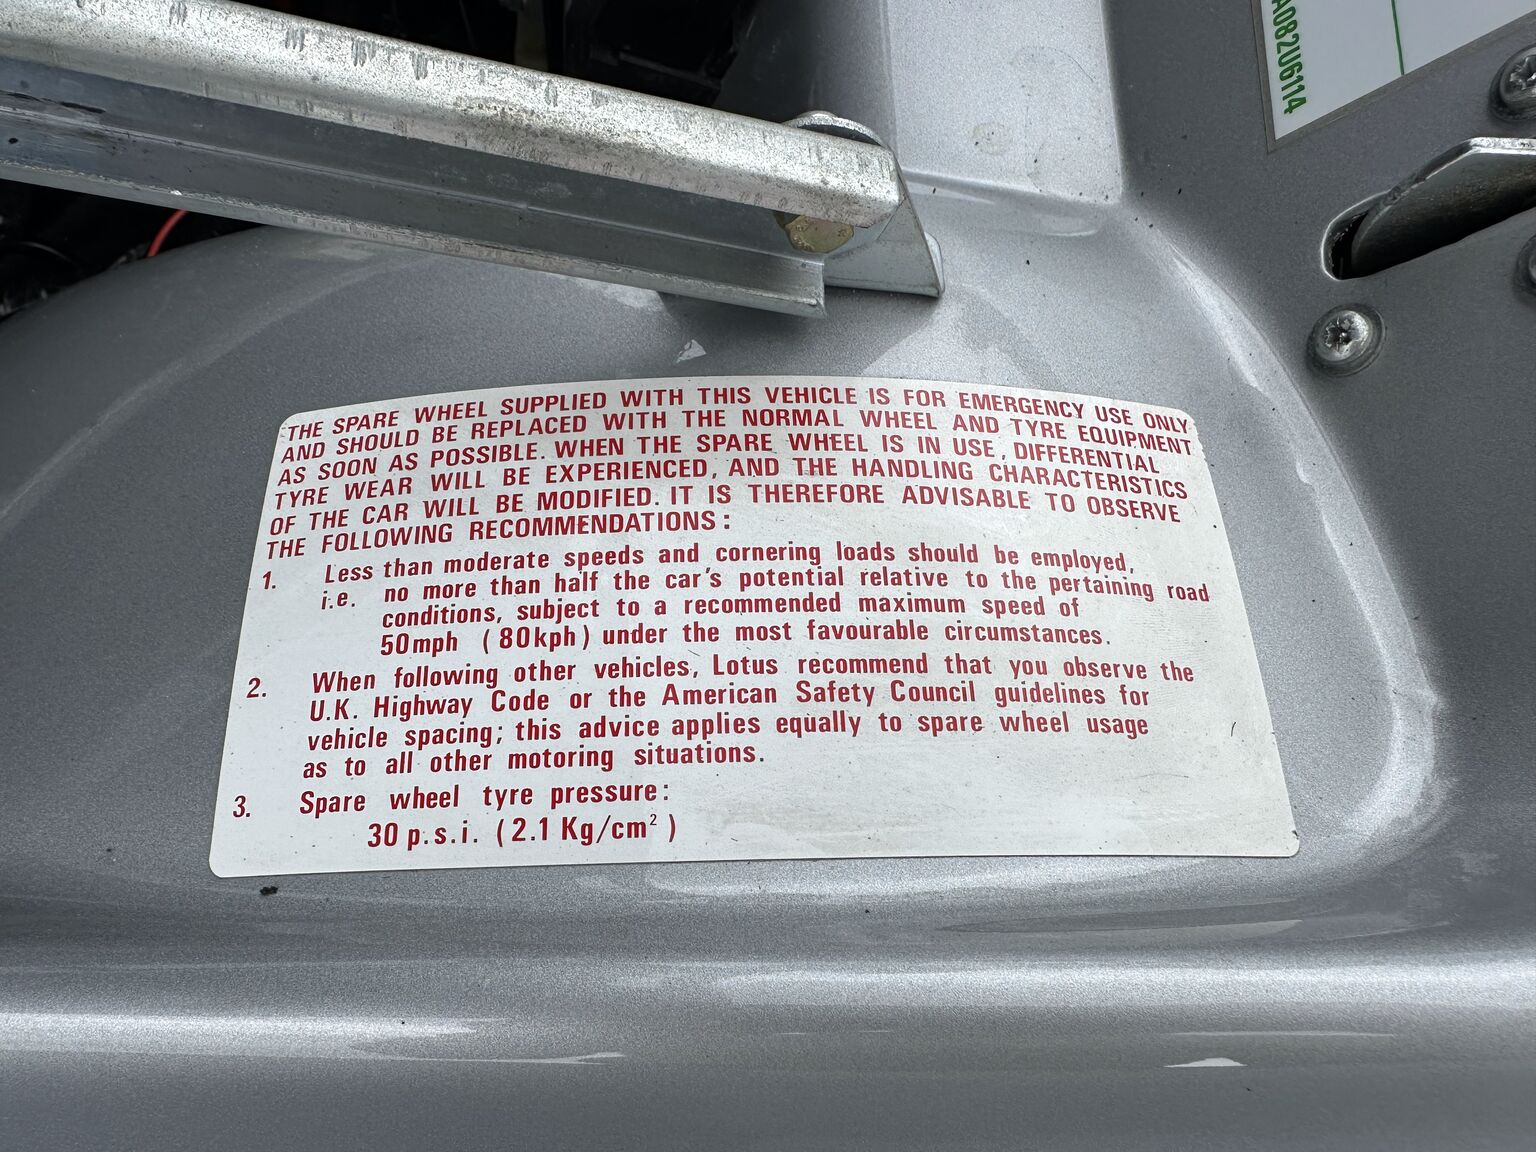 A082U6114
THE SPARE WHEEL SUPPLIED WITH THIS VEHICLE IS FOR EMERGENCY USE ONLY
AND SHOULD BE REPLACED WITH THE NORMAL WHEEL AND TYRE EQUIPMENT
AS SOON AS POSSIBLE. WHEN THE SPARE WHEEL IS IN USE, DIFFERENTIAL
TYRE WEAR WILL BE EXPERIENCED, AND THE HANDLING CHARACTERISTICS
OF THE CAR WILL BE MODIFIED. IT IS THEREFORE ADVISABLE TO OBSERVE
THE FOLLOWING RECOMMENDATIONS:
1. Less than moderate speeds and cornering loads should be employed,
i.e. no more than half the car's potential relative to the pertaining road
conditions, subject to a recommended maximum speed of
50mph (80kph) under the most favourable circumstances.
2. When following other vehicles, Lotus recommend that you observe the
U.K. Highway Code or the American Safety Council guidelines for
vehicle spacing; this advice applies equally to spare wheel usage
as to all other motoring situations.
3. Spare wheel tyre pressure:
30 p.s.i. (2.1 Kg/cm²)